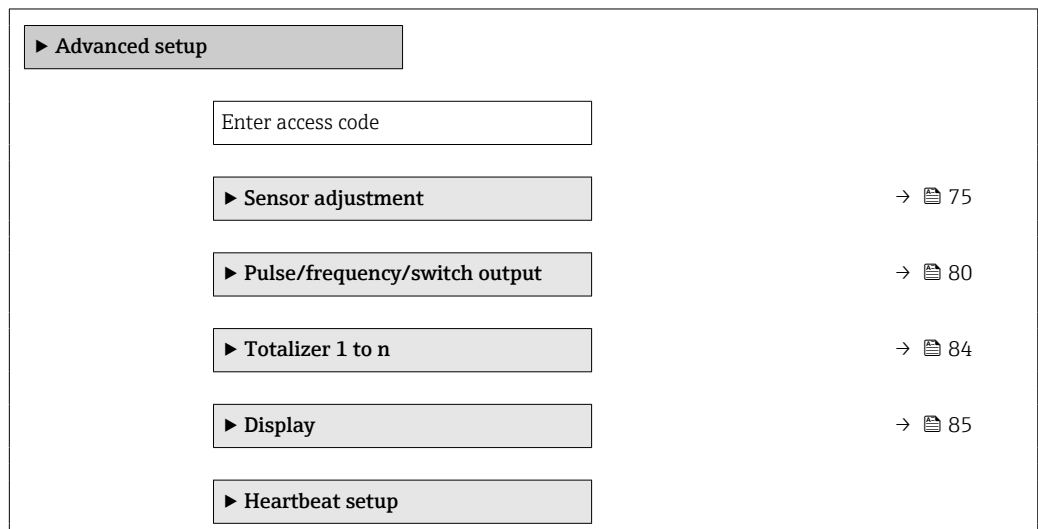 ▶ Advanced setup
Enter access code
▶ Sensor adjustment → 75
▶ Pulse/frequency/switch output → 80
▶ Totalizer 1 to n → 84
▶ Display → 85
▶ Heartbeat setup